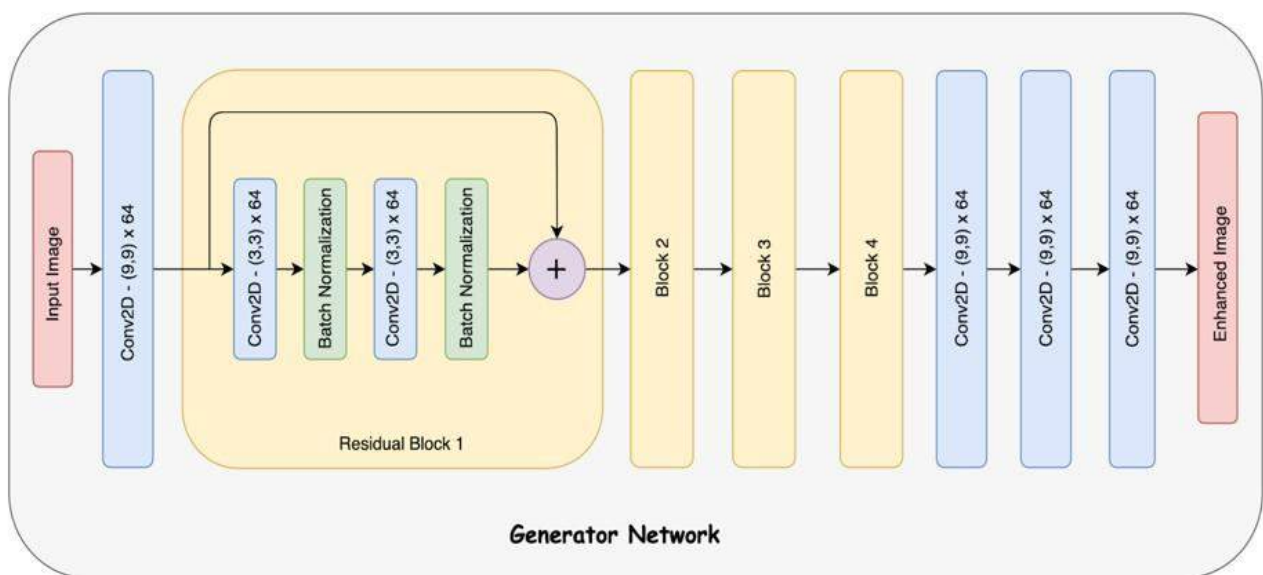 Input Image
Conv2D - (9,9) x 64
Conv2D - (3,3) x 64
Batch Normalization
Conv2D - (3,3) x 64
Batch Normalization
+
Residual Block 1
Block 2
Block 3
Block 4
Conv2D - (9,9) x 64
Conv2D - (9,9) x 64
Conv2D - (9,9) x 64
Enhanced Image
Generator Network